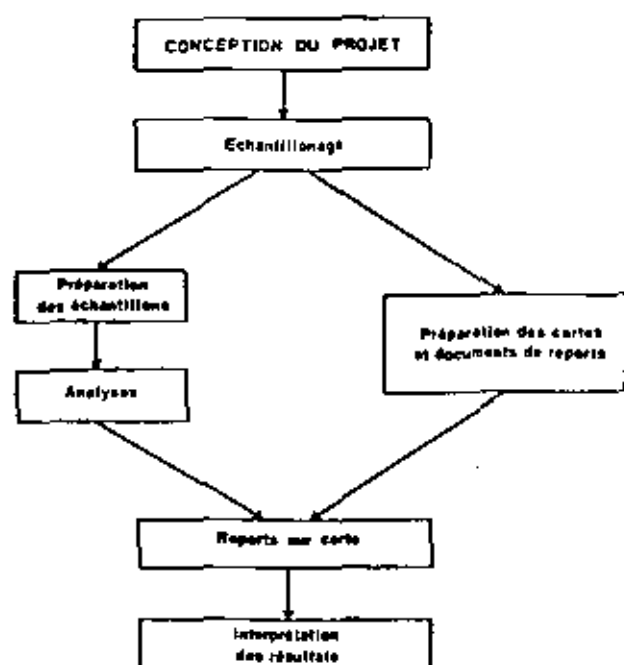 CONCEPTION DU PROJET
Echantillonage
Préparation
des échantillons
Préparation des cartes
et documents de reports
Analyses
Reports sur carte
Interprétation
des résultats